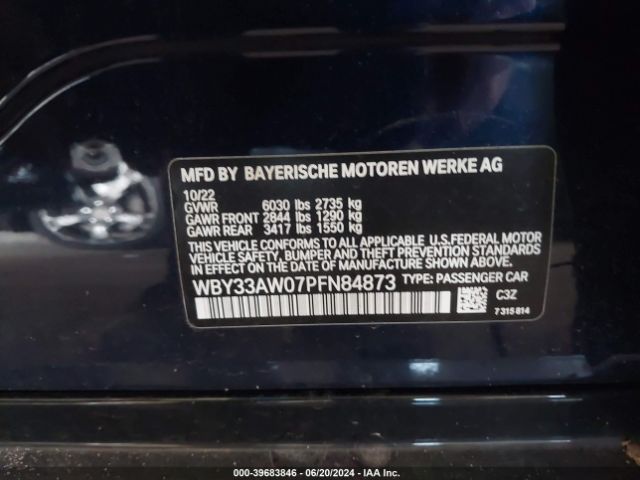 MFD BY BAYERISCHE MOTOREN WERKE AG
10/22
GVWR 6030 lbs 2735 kg
GAWR FRONT 2844 lbs 1290 kg
GAWR REAR 3417 lbs 1550 kg
THIS VEHICLE CONFORMS TO ALL APPLICABLE U.S.FEDERAL MOTOR
VEHICLE SAFETY, BUMPER AND THEFT PREVENTION STANDARDS
IN EFFECT ON THE DATE OF MANUFACTURE SHOWN ABOVE.
WBY33AW07PFN84873 TYPE: PASSENGER CAR
C3Z
7315814
000-39683846 - 06/20/2024 - IAA Inc.